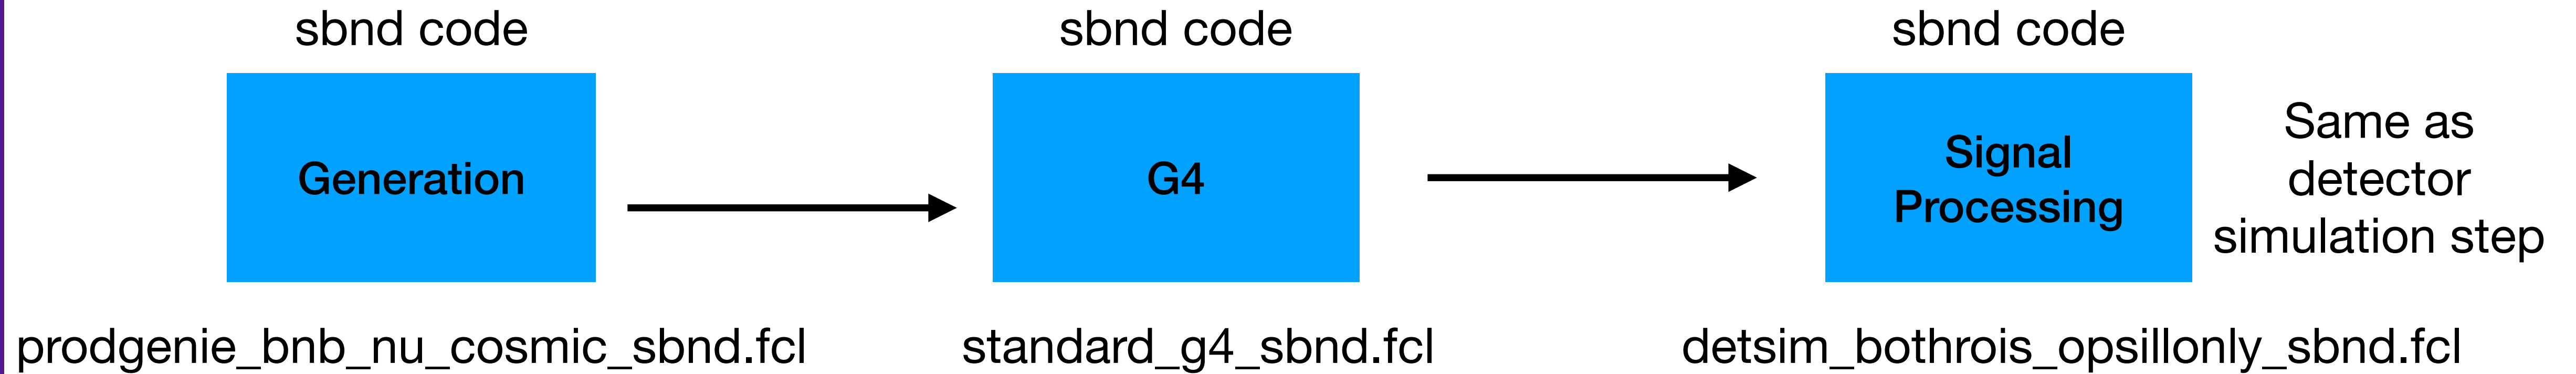 sbnd code
sbnd code
sbnd code
Generation
G4
Signal
Processing
Same as
detector
simulation step
prodgenie_bnb_nu_cosmic_sbnd.fcl
standard_g4_sbnd.fcl
detsim_bothrois_opsillonly_sbnd.fcl